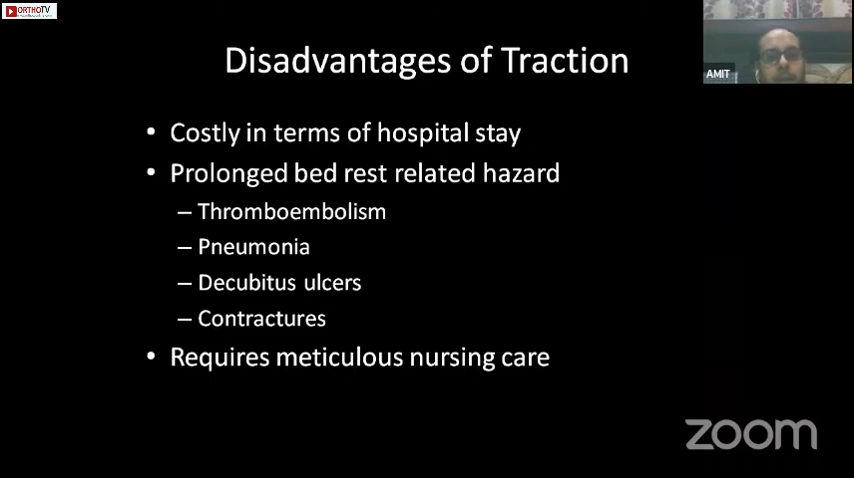 ORTHOTV
Disadvantages of Traction
AMIT
• Costly in terms of hospital stay
• Prolonged bed rest related hazard
– Thromboembolism
– Pneumonia
– Decubitus ulcers
– Contractures
• Requires meticulous nursing care
zoom